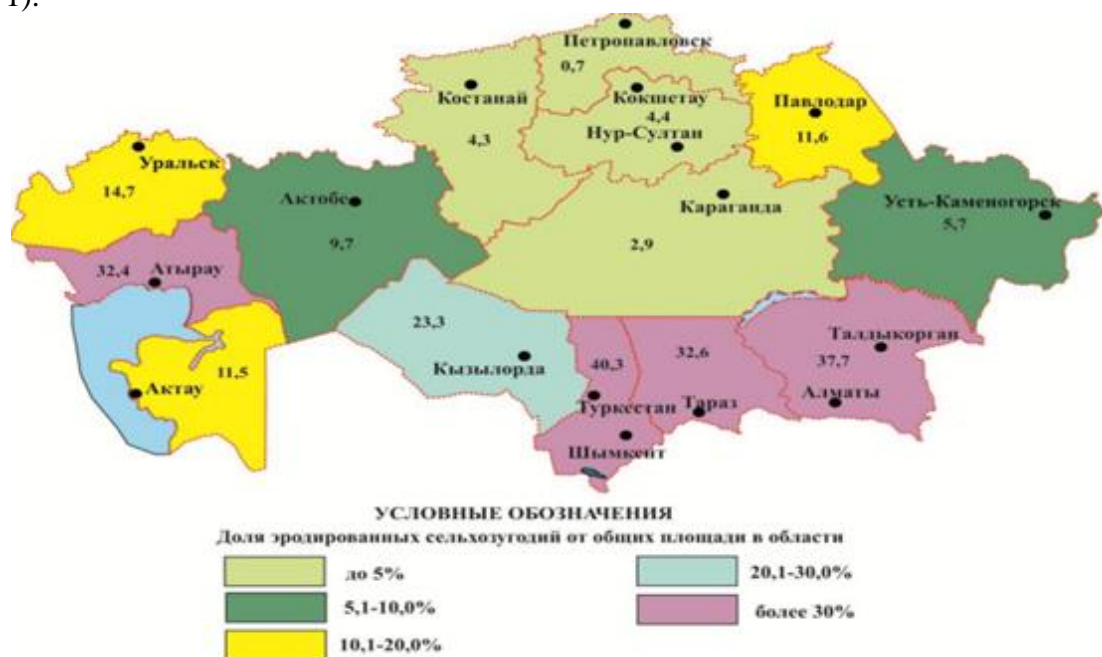 1).
Петропавловск
0,7
Костанай
4,3
Кокшетау
4,4
Нур-Султан
Павлодар
11,6
Уральск
14,7
Актобе
9,7
Караганда
2,9
Усть-Каменогорск
5,7
32,4
Атырау
23,3
Кызылорда
40,3
Туркестан
32,6
Тараз
Талдыкорган
37,7
Алматы
11,5
Актау
Шымкент
УСЛОВНЫЕ ОБОЗНАЧЕНИЯ
Доля эродированных сельхозугодий от общих площади в области
до 5%
5,1-10,0%
10,1-20,0%
20,1-30,0%
более 30%